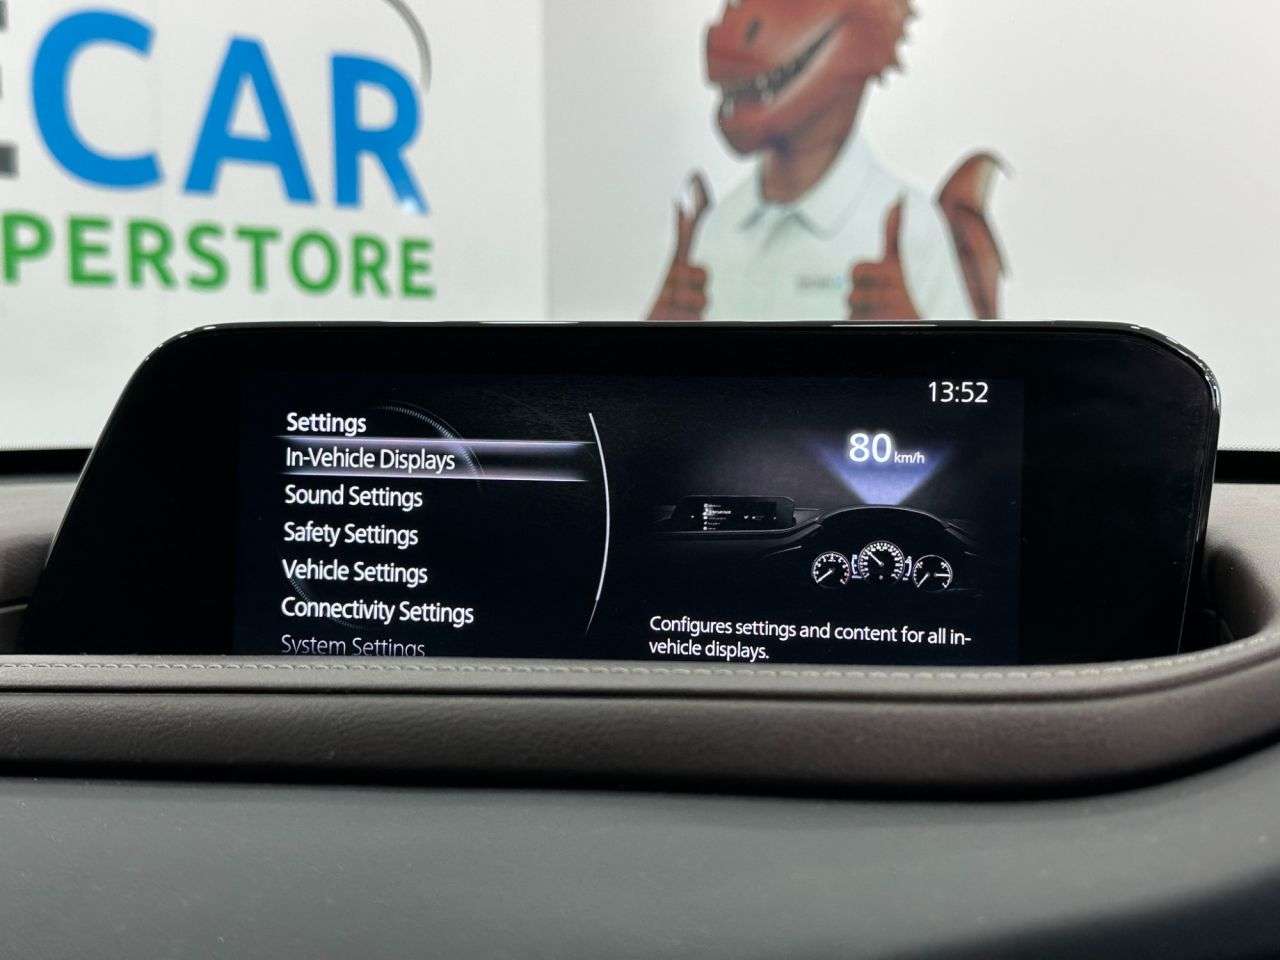 CAR
PERSTORE
13:52
Settings
In-Vehicle Displays
Sound Settings
Safety Settings
Vehicle Settings
Connectivity Settings
System Settings
80 km/h
Configures settings and content for all in-
vehicle displays.